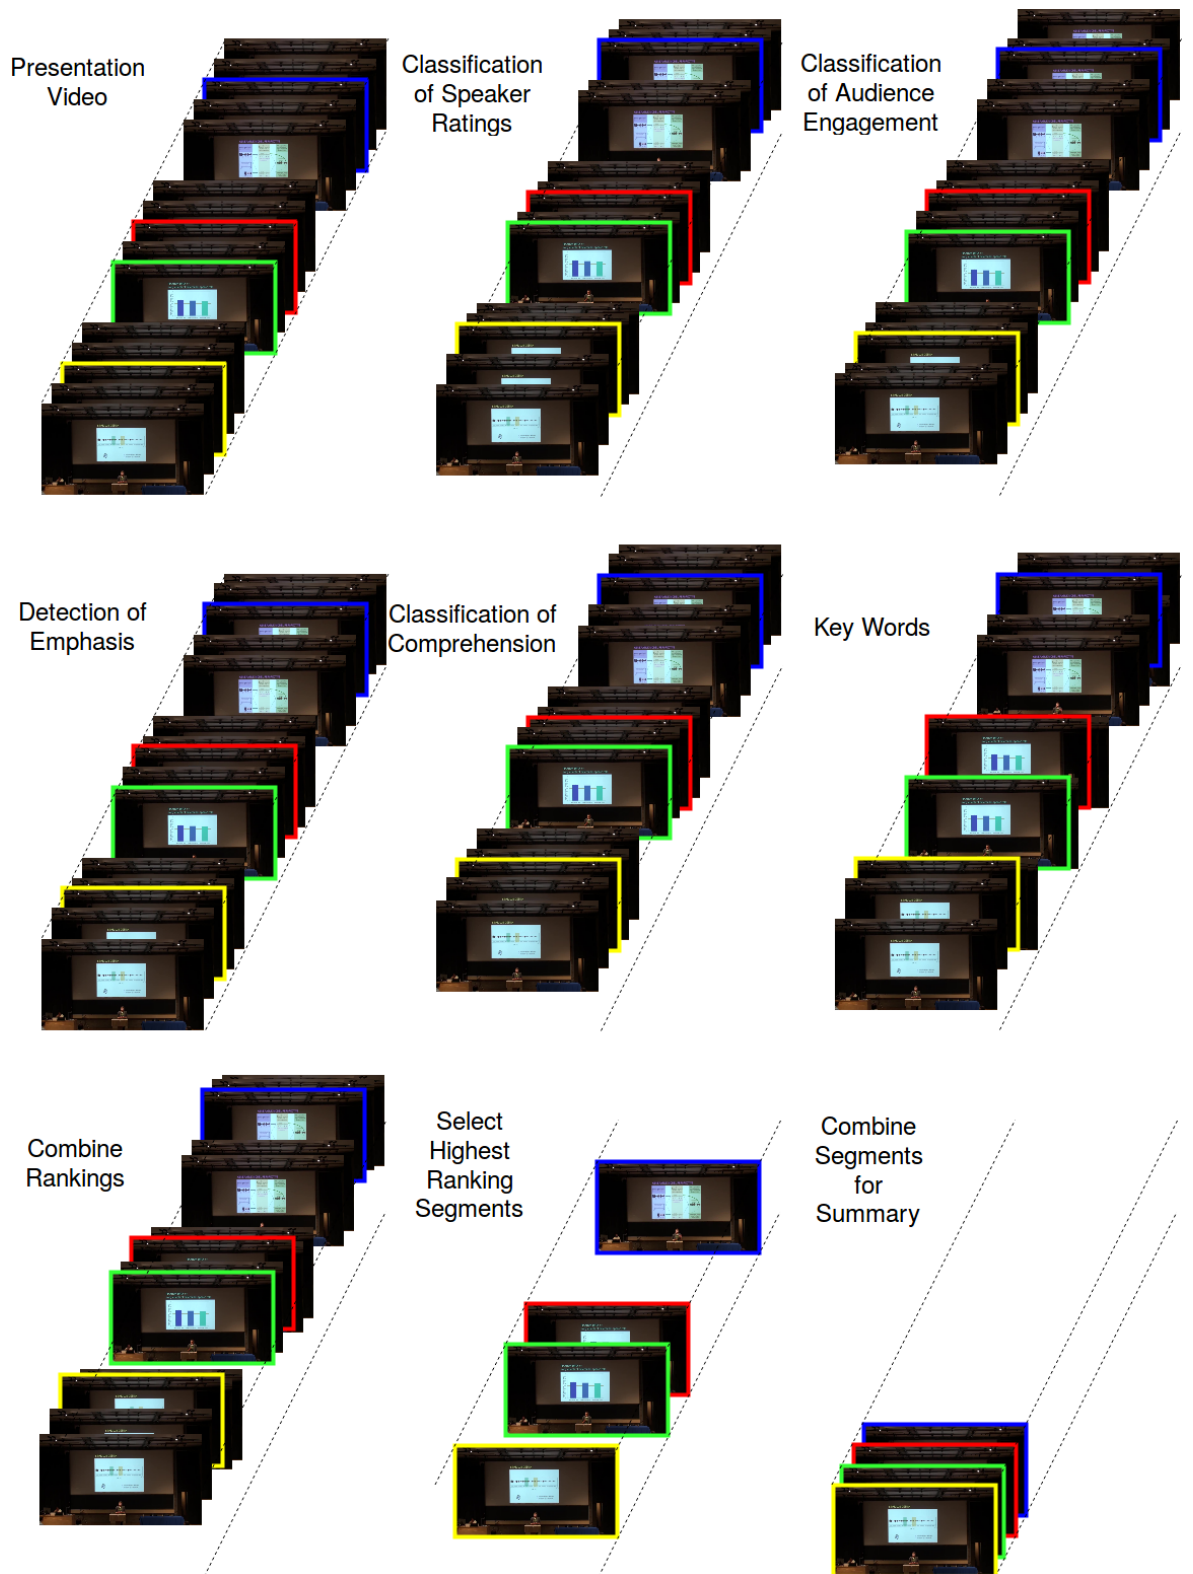 Presentation
Video
Classification
of Speaker
Ratings
Classification
of Audience
Engagement
Detection of
Emphasis
Classification of
Comprehension
Key Words
Combine
Rankings
Select
Highest
Ranking
Segments
Combine
Segments
for
Summary